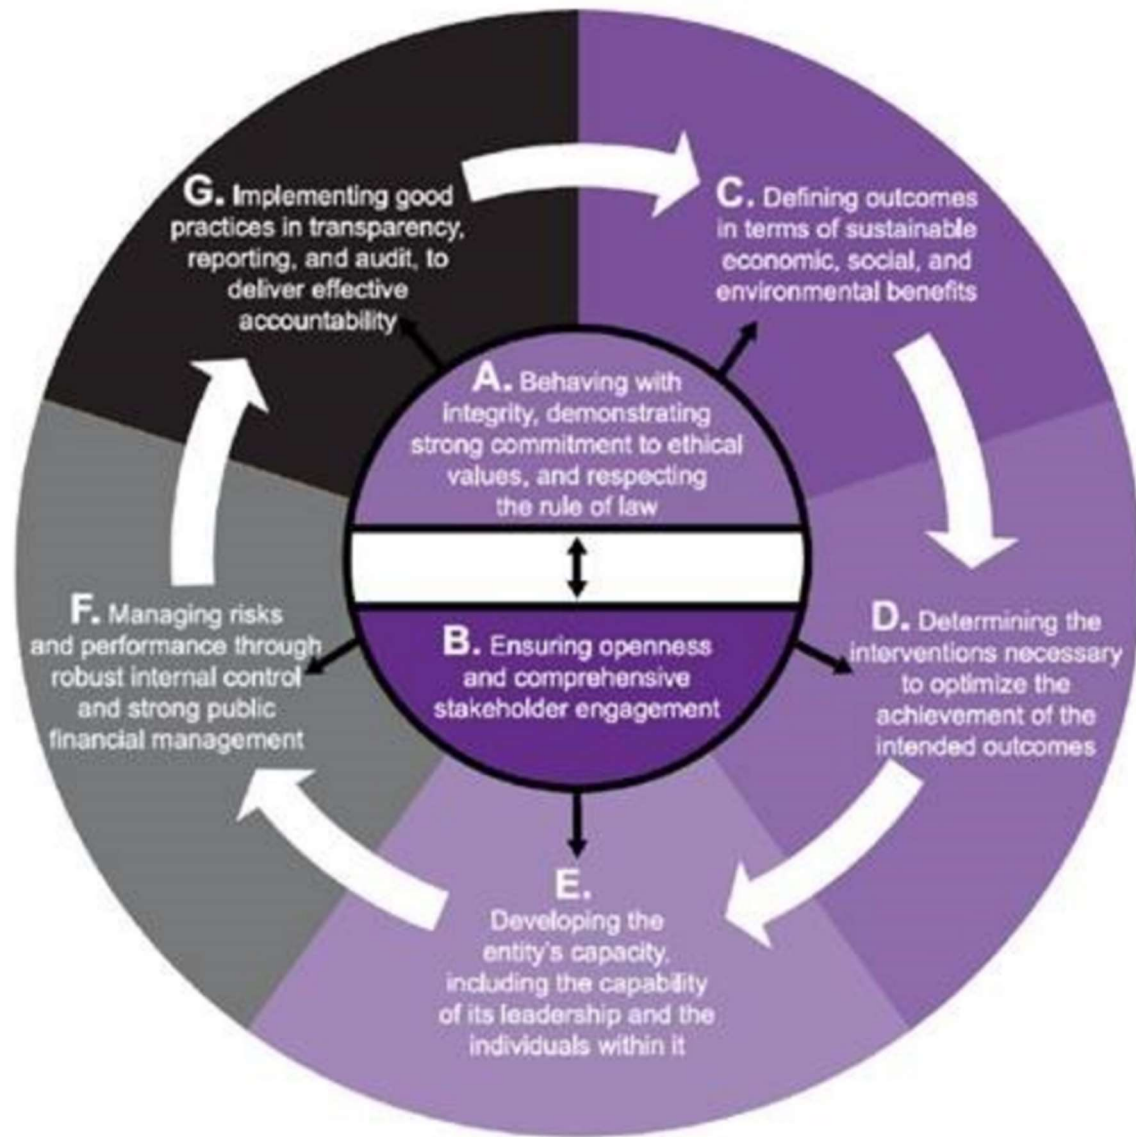 G. Implementing good
practices in transparency,
reporting, and audit, to
deliver effective
accountability
C. Defining outcomes
in terms of sustainable
economic, social, and
environmental benefits
A. Behaving with
integrity, demonstrating
strong commitment to ethical
values, and respecting
the rule of law
F. Managing risks
and performance through
robust internal control
and strong public
financial management
B. Ensuring openness
and comprehensive
stakeholder engagement
D. Determining the
interventions necessary
to optimize the
achievement of the
intended outcomes
E.
Developing the
entity's capacity,
including the capability
of its leadership and the
individuals within it